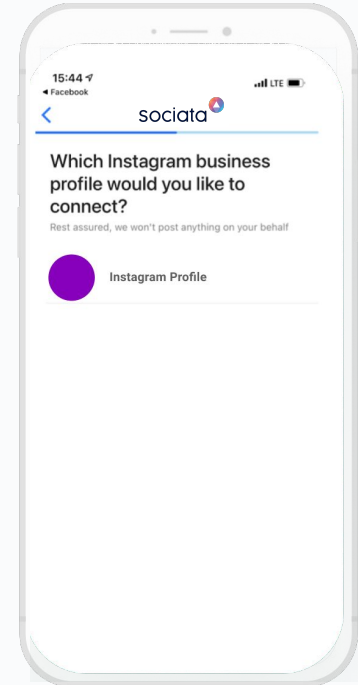 15:44
LTE
Facebook
sociata
Which Instagram business
profile would you like to
connect?
Rest assured, we won't post anything on your behalf
Instagram Profile